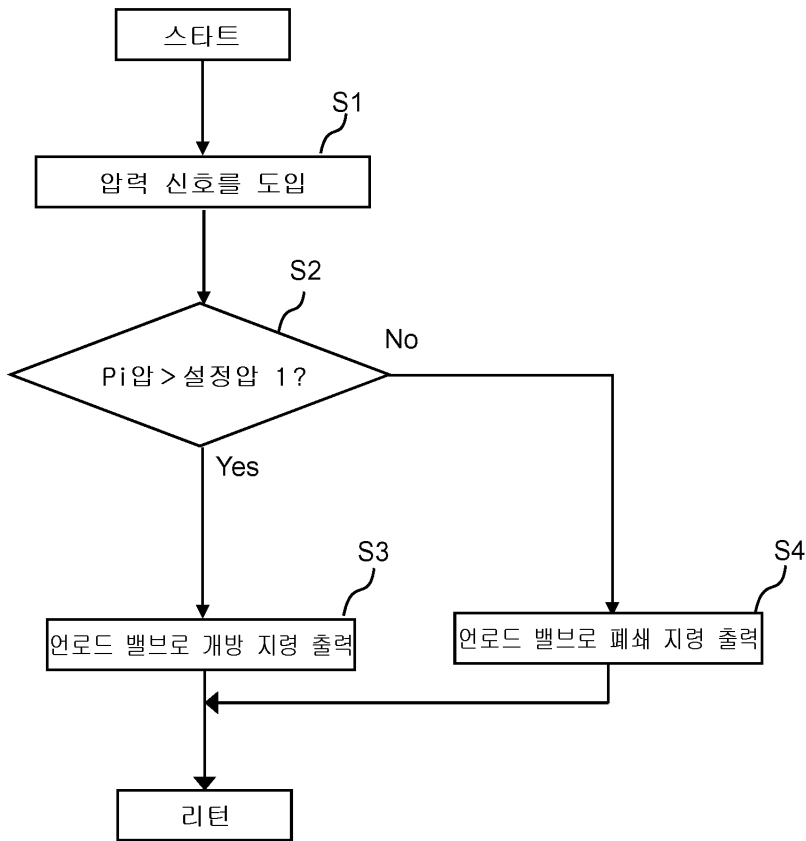 스타트
S1
압력 신호를 도입
S2
Pi압>설정압 1?
No
Yes
S3
언로드 밸브로 개방 지령 출력
S4
언로드 밸브로 폐쇄 지령 출력
리턴